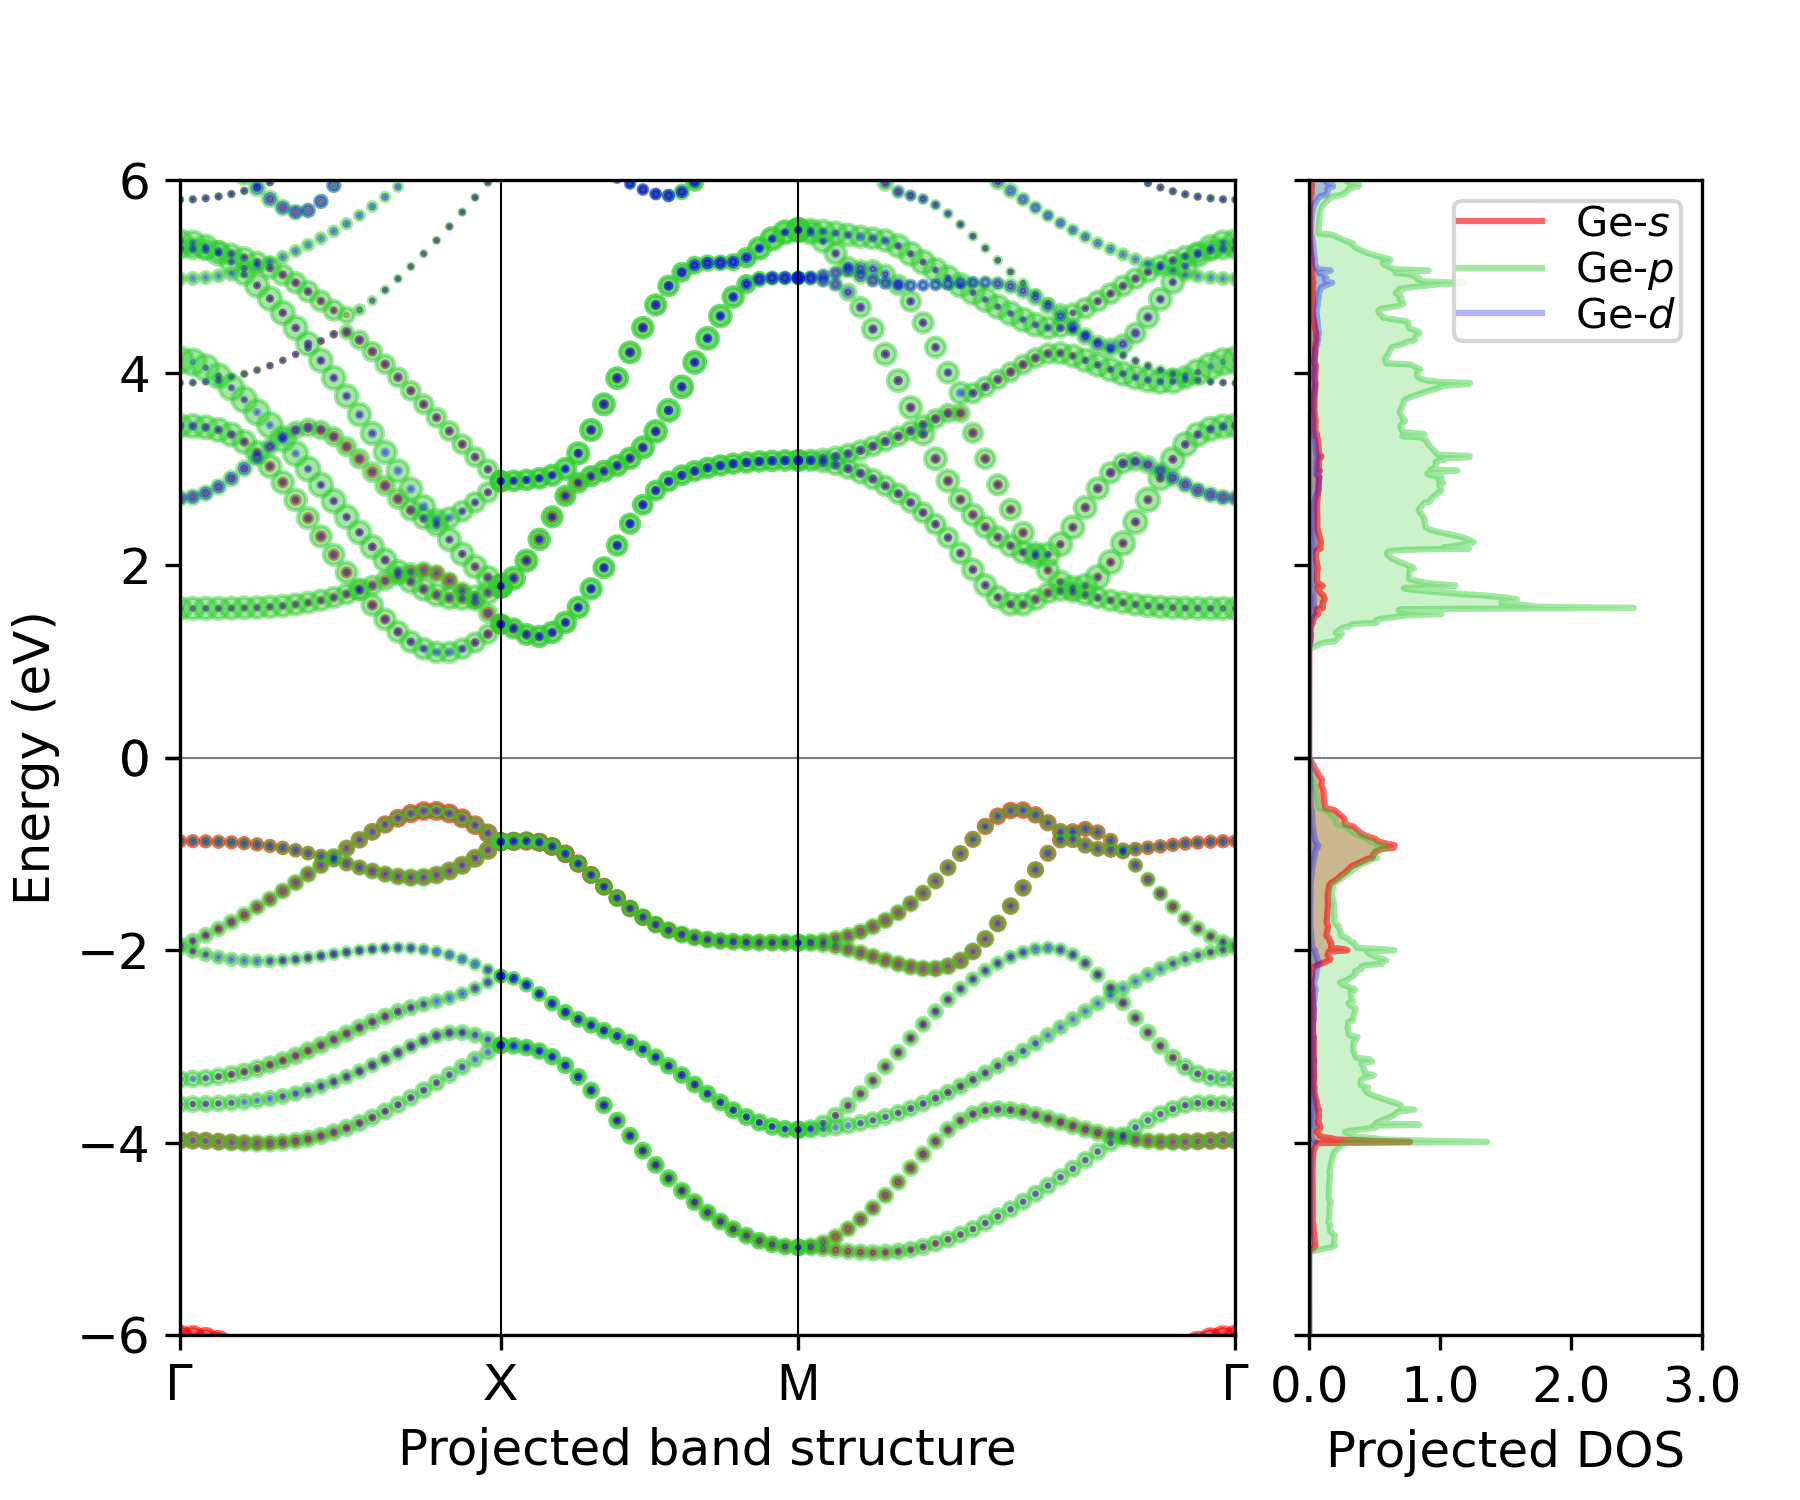 Energy (eV)
6
4
2
0
−2
−4
−6
Γ X M Γ
Projected band structure
Ge-s
Ge-p
Ge-d
0.0 1.0 2.0 3.0
Projected DOS